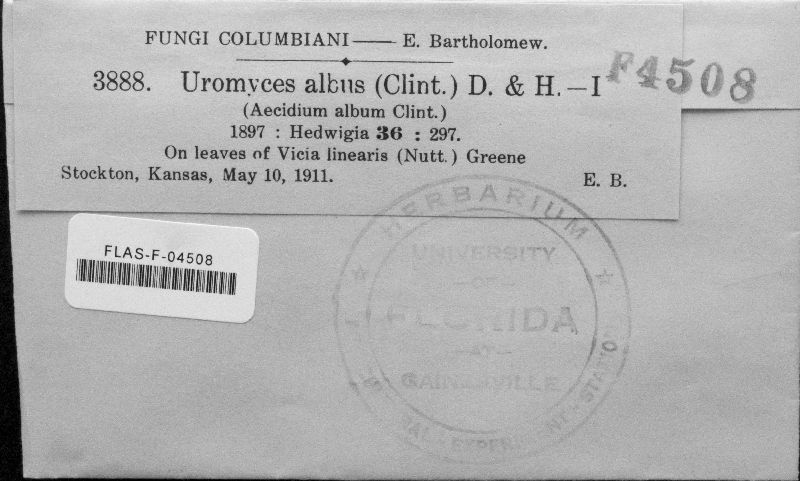 FUNGI COLUMBIANI—— E. Bartholomew.
3888. Uromyces albus (Clint.) D. & H.—I
F4508
(Aecidium album Clint.)
1897 : Hedwigia 36 : 297.
On leaves of Vicia linearis (Nutt.) Greene
Stockton, Kansas, May 10, 1911. E. B.
FLAS-F-04508
HERBARIUM
UNIVERSITY
—OF—
FLORIDA
—AT—
GAINESVILLE